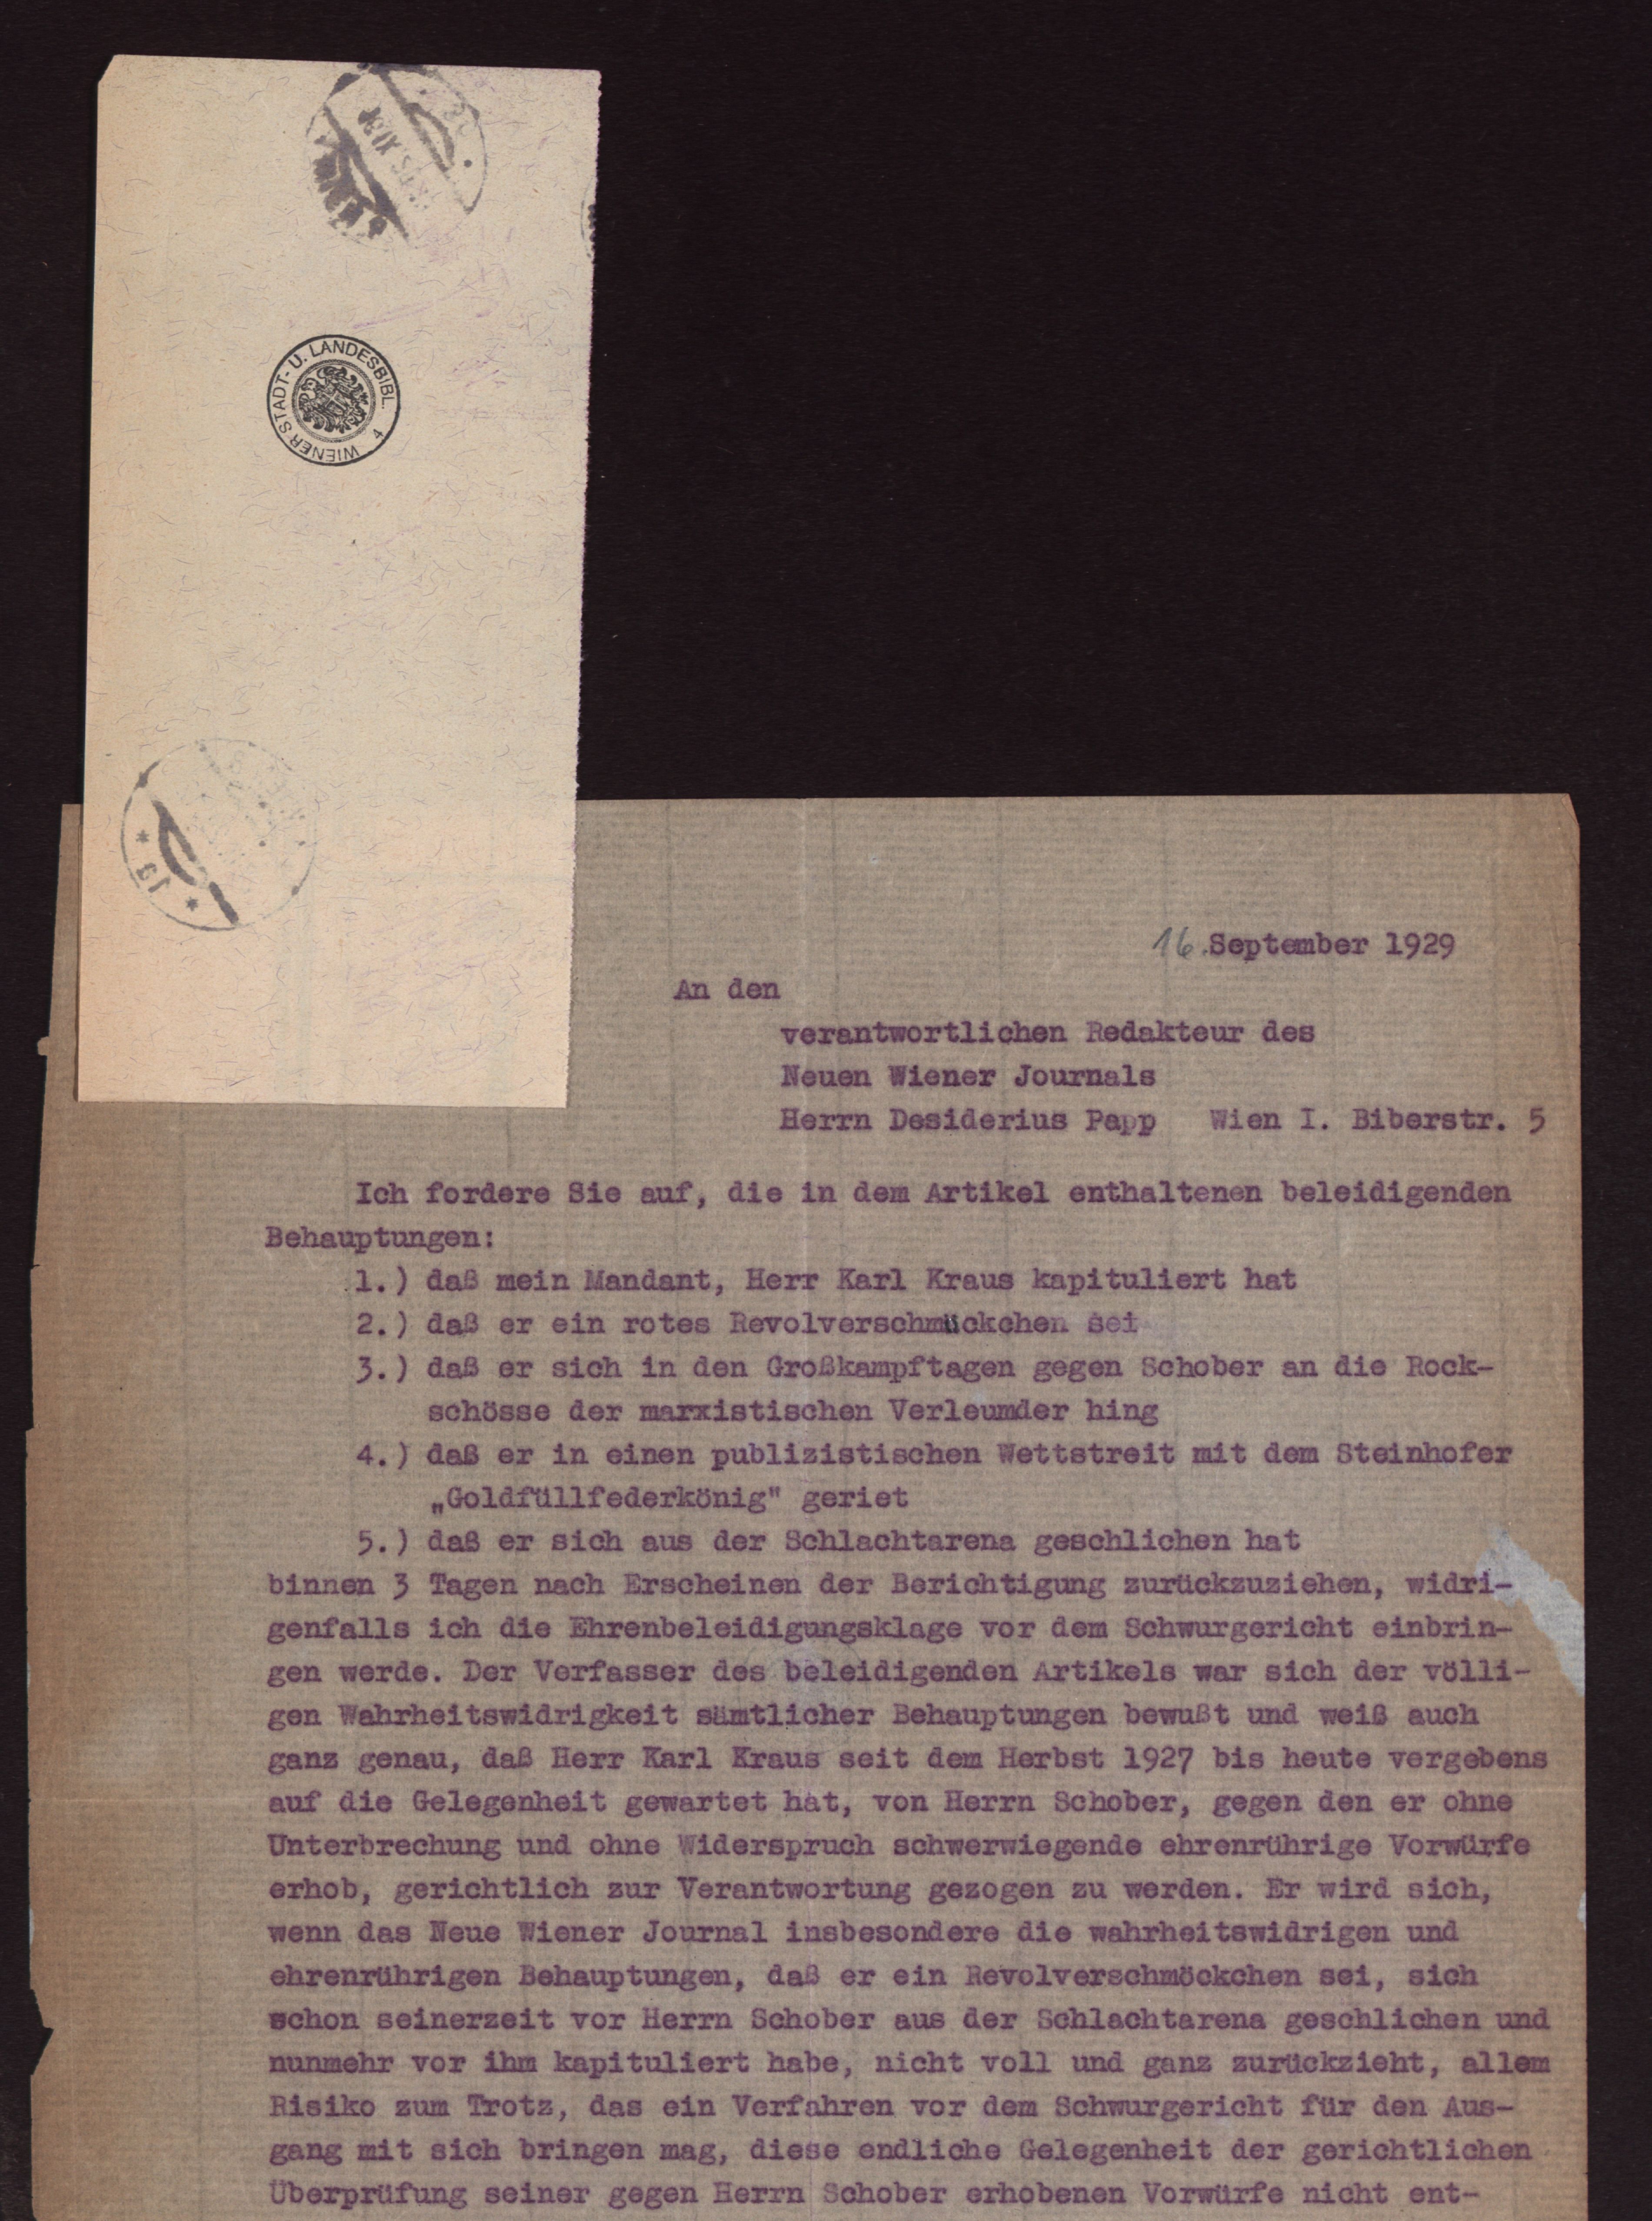 WIENER STADT- U. LANDESBIBL. 4
19
16. September 1929
An den
verantwortlichen Redakteur des
Neuen Wiener Journals
Herrn Desiderius Papp Wien I. Biberstr. 5
Ich fordere Sie auf, die in dem Artikel enthaltenen beleidigenden
Behauptungen:
1.) daß mein Mandant, Herr Karl Kraus kapituliert hat
2.) daß er ein rotes Revolverschmückchen sei
3.) daß er sich in den Großkampftagen gegen Schober an die Rock-
schösse der marxistischen Verleumder hing
4.) daß er in einen publizistischen Wettstreit mit dem Steinhofer
„Goldfüllfederkönig" geriet
5.) daß er sich aus der Schlachtarena geschlichen hat
binnen 3 Tagen nach Erscheinen der Berichtigung zurückzuziehen, widri-
genfalls ich die Ehrenbeleidigungsklage vor dem Schwurgericht einbrin-
gen werde. Der Verfasser des beleidigenden Artikels war sich der völli-
gen Wahrheitswidrigkeit sämtlicher Behauptungen bewußt und weiß auch
ganz genau, daß Herr Karl Kraus seit dem Herbst 1927 bis heute vergebens
auf die Gelegenheit gewartet hat, von Herrn Schober, gegen den er ohne
Unterbrechung und ohne Widerspruch schwerwiegende ehrenrührige Vorwürfe
erhob, gerichtlich zur Verantwortung gezogen zu werden. Er wird sich,
wenn das Neue Wiener Journal insbesondere die wahrheitswidrigen und
ehrenrührigen Behauptungen, daß er ein Revolverschmöckchen sei, sich
schon seinerzeit vor Herrn Schober aus der Schlachtarena geschlichen und
nunmehr vor ihm kapituliert habe, nicht voll und ganz zurückzieht, allem
Risiko zum Trotz, das ein Verfahren vor dem Schwurgericht für den Aus-
gang mit sich bringen mag, diese endliche Gelegenheit der gerichtlichen
Überprüfung seiner gegen Herrn Schober erhobenen Vorwürfe nicht ent-